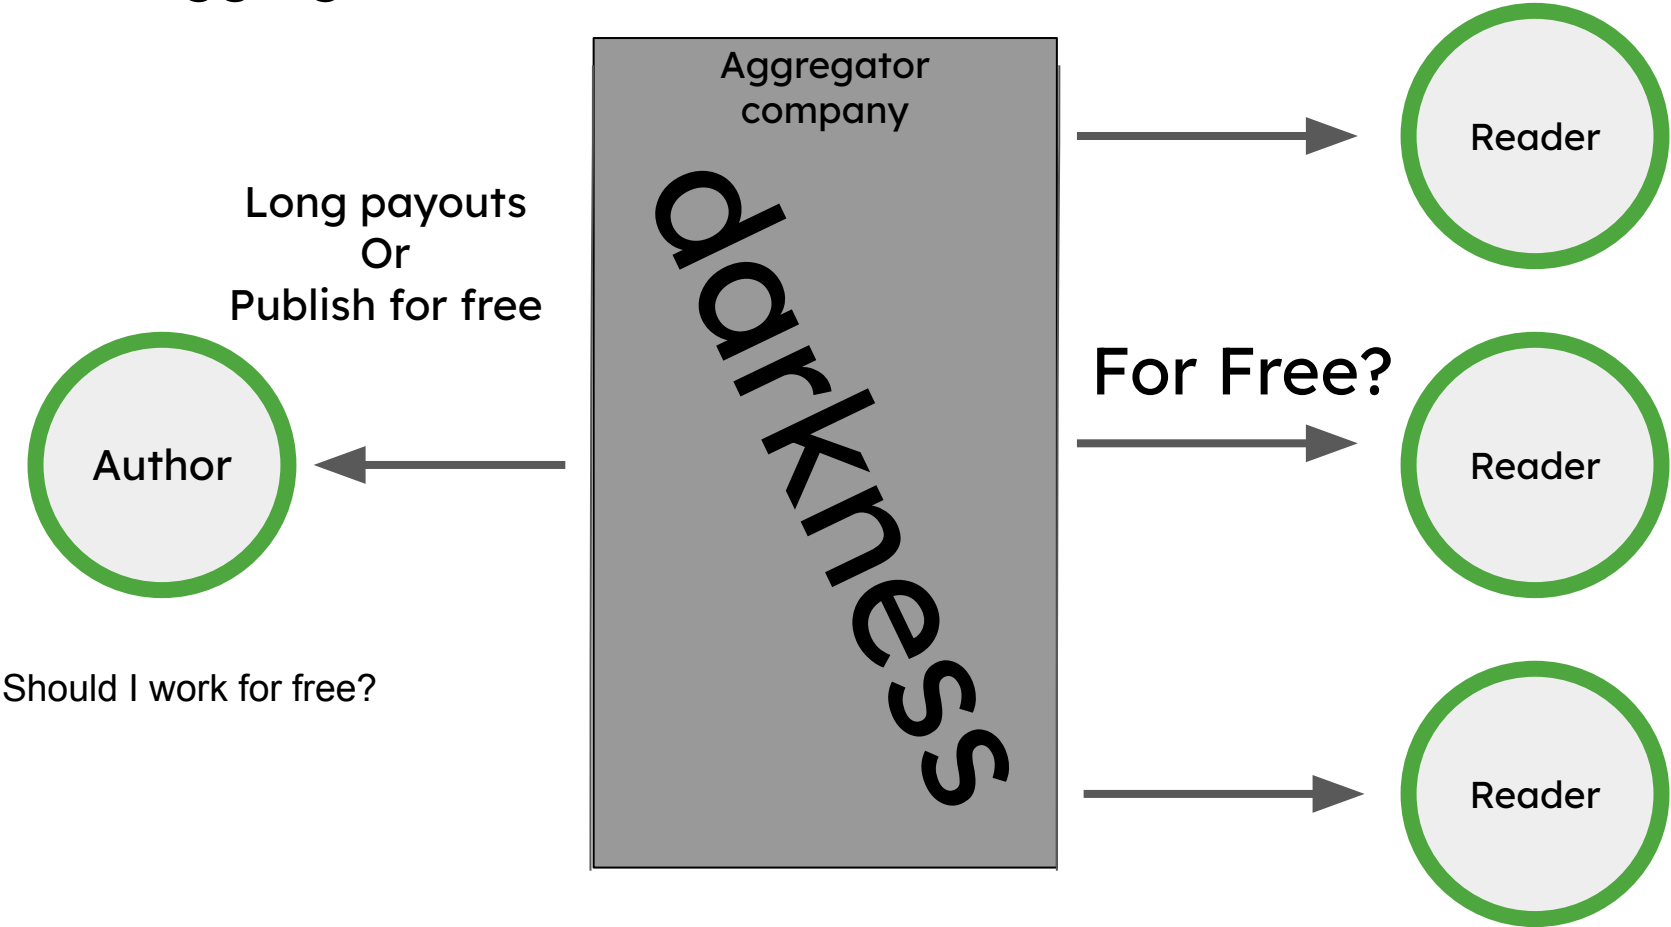 Aggregator
company
darkness
Long payouts
Or
Publish for free
Author
Should I work for free?
For Free?
Reader
Reader
Reader